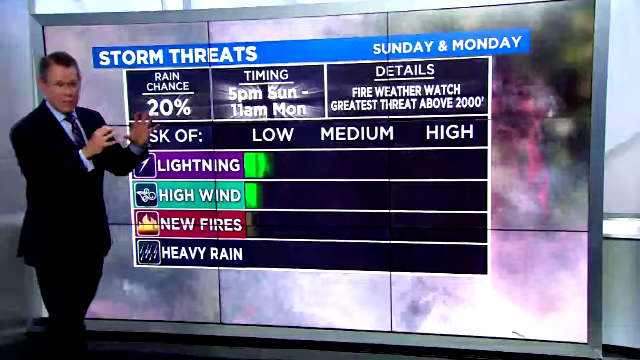 STORM THREATS
SUNDAY & MONDAY
RAIN CHANCE
20%
TIMING
5pm Sun -
11am Mon
DETAILS
FIRE WEATHER WATCH
GREATEST THREAT ABOVE 2000'
SK OF:
LOW
MEDIUM
HIGH
LIGHTNING
HIGH WIND
NEW FIRES
HEAVY RAIN